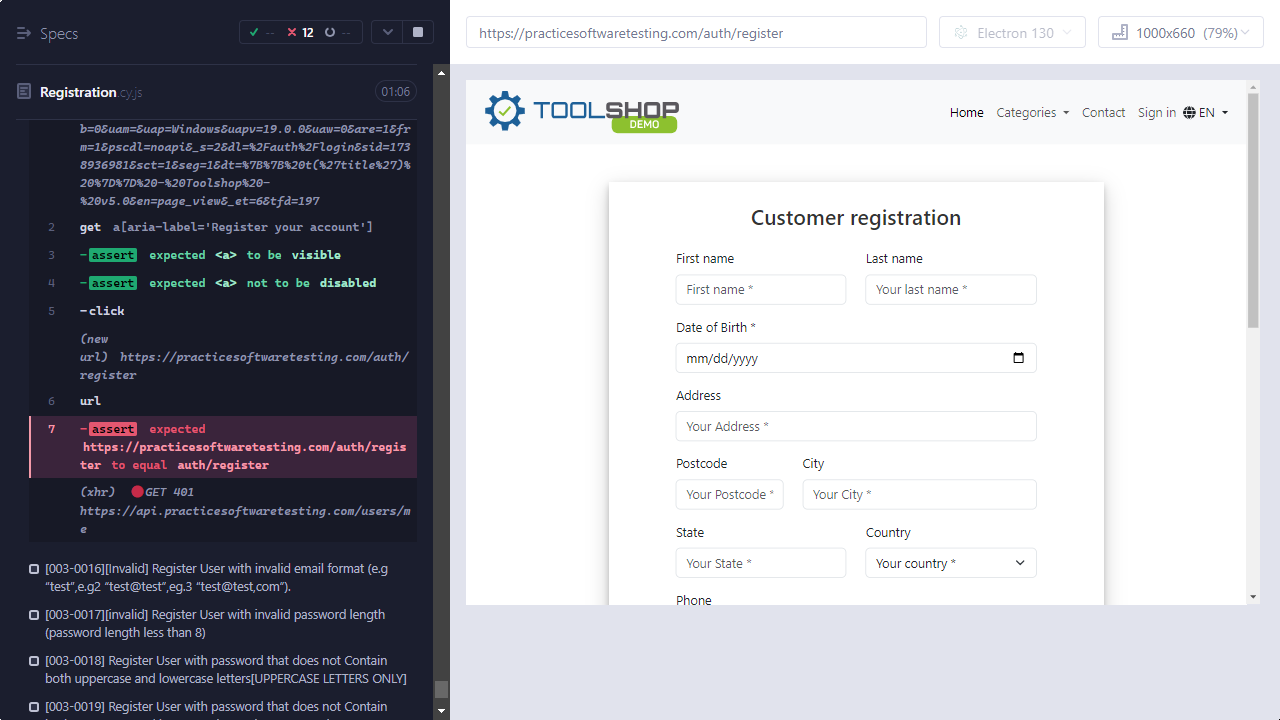 Specs
-- 12 --
Registration.cy.js
01:06
b=0&uam=&uap=Windows&uapv=19.0.0&uaw=0&are=1&fr
m=1&pscdl=noapi&_s=2&dl=%2Fauth%2Flogin&sid=173
8936981&sct=1&seg=1&dt=%7B%7B%20t(%27title%27)%
20%7D%7D%20-%20Toolshop%20-
%20v5.0&en=page_view&_et=6&tfd=197
2 get a[aria-label='Register your account']
3 -assert expected <a> to be visible
4 -assert expected <a> not to be disabled
5 -click
(new
url) https://practicesoftwaretesting.com/auth/
register
6 url
7 -assert expected
https://practicesoftwaretesting.com/auth/regis
ter to equal auth/register
(xhr) GET 401
https://api.practicesoftwaretesting.com/users/m
e
[003-0016][Invalid] Register User with invalid email format (e.g
“test”,e.g2 “test@test”,eg.3 “test@test,com”).
[003-0017][invalid] Register User with invalid password length
(password length less than 8)
[003-0018] Register User with password that does not Contain
both uppercase and lowercase letters[UPPERCASE LETTERS ONLY]
[003-0019] Register User with password that does not Contain
https://practicesoftwaretesting.com/auth/register
Electron 130
1000x660 (79%)
TOOLSHOP
DEMO
Home Categories Contact Sign in EN
Customer registration
First name Last name
First name * Your last name *
Date of Birth *
mm/dd/yyyy
Address
Your Address *
Postcode City
Your Postcode * Your City *
State Country
Your State * Your country *
Phone